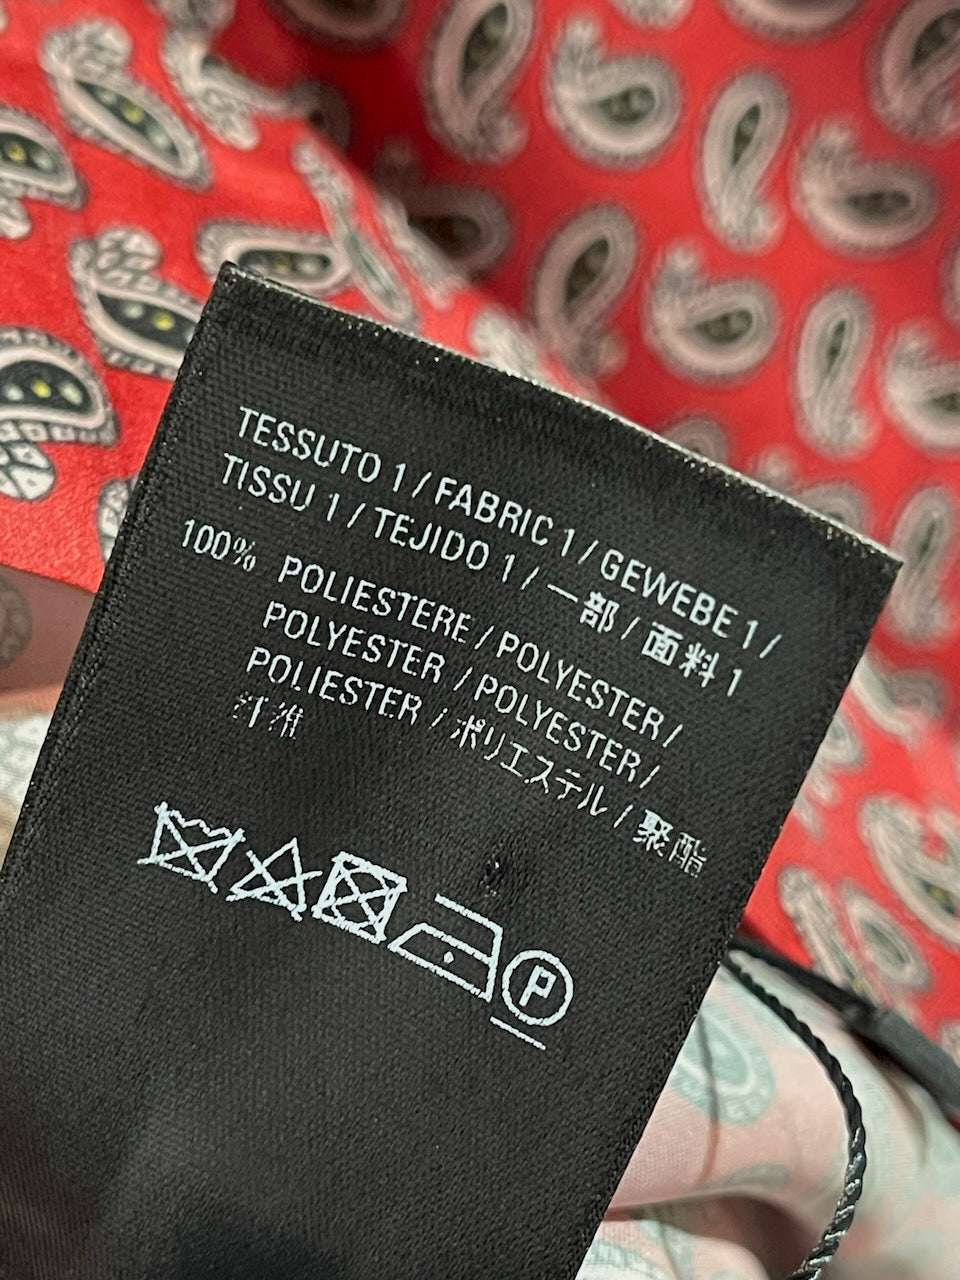 TESSUTO 1 / FABRIC 1 / GEWEBE 1 /
TISSU 1 / TEJIDO 1 / 一部 / 面料 1
100% POLIESTERE / POLYESTER /
POLYESTER / POLYESTER /
POLIESTER / ポリエステル / 聚酯
P